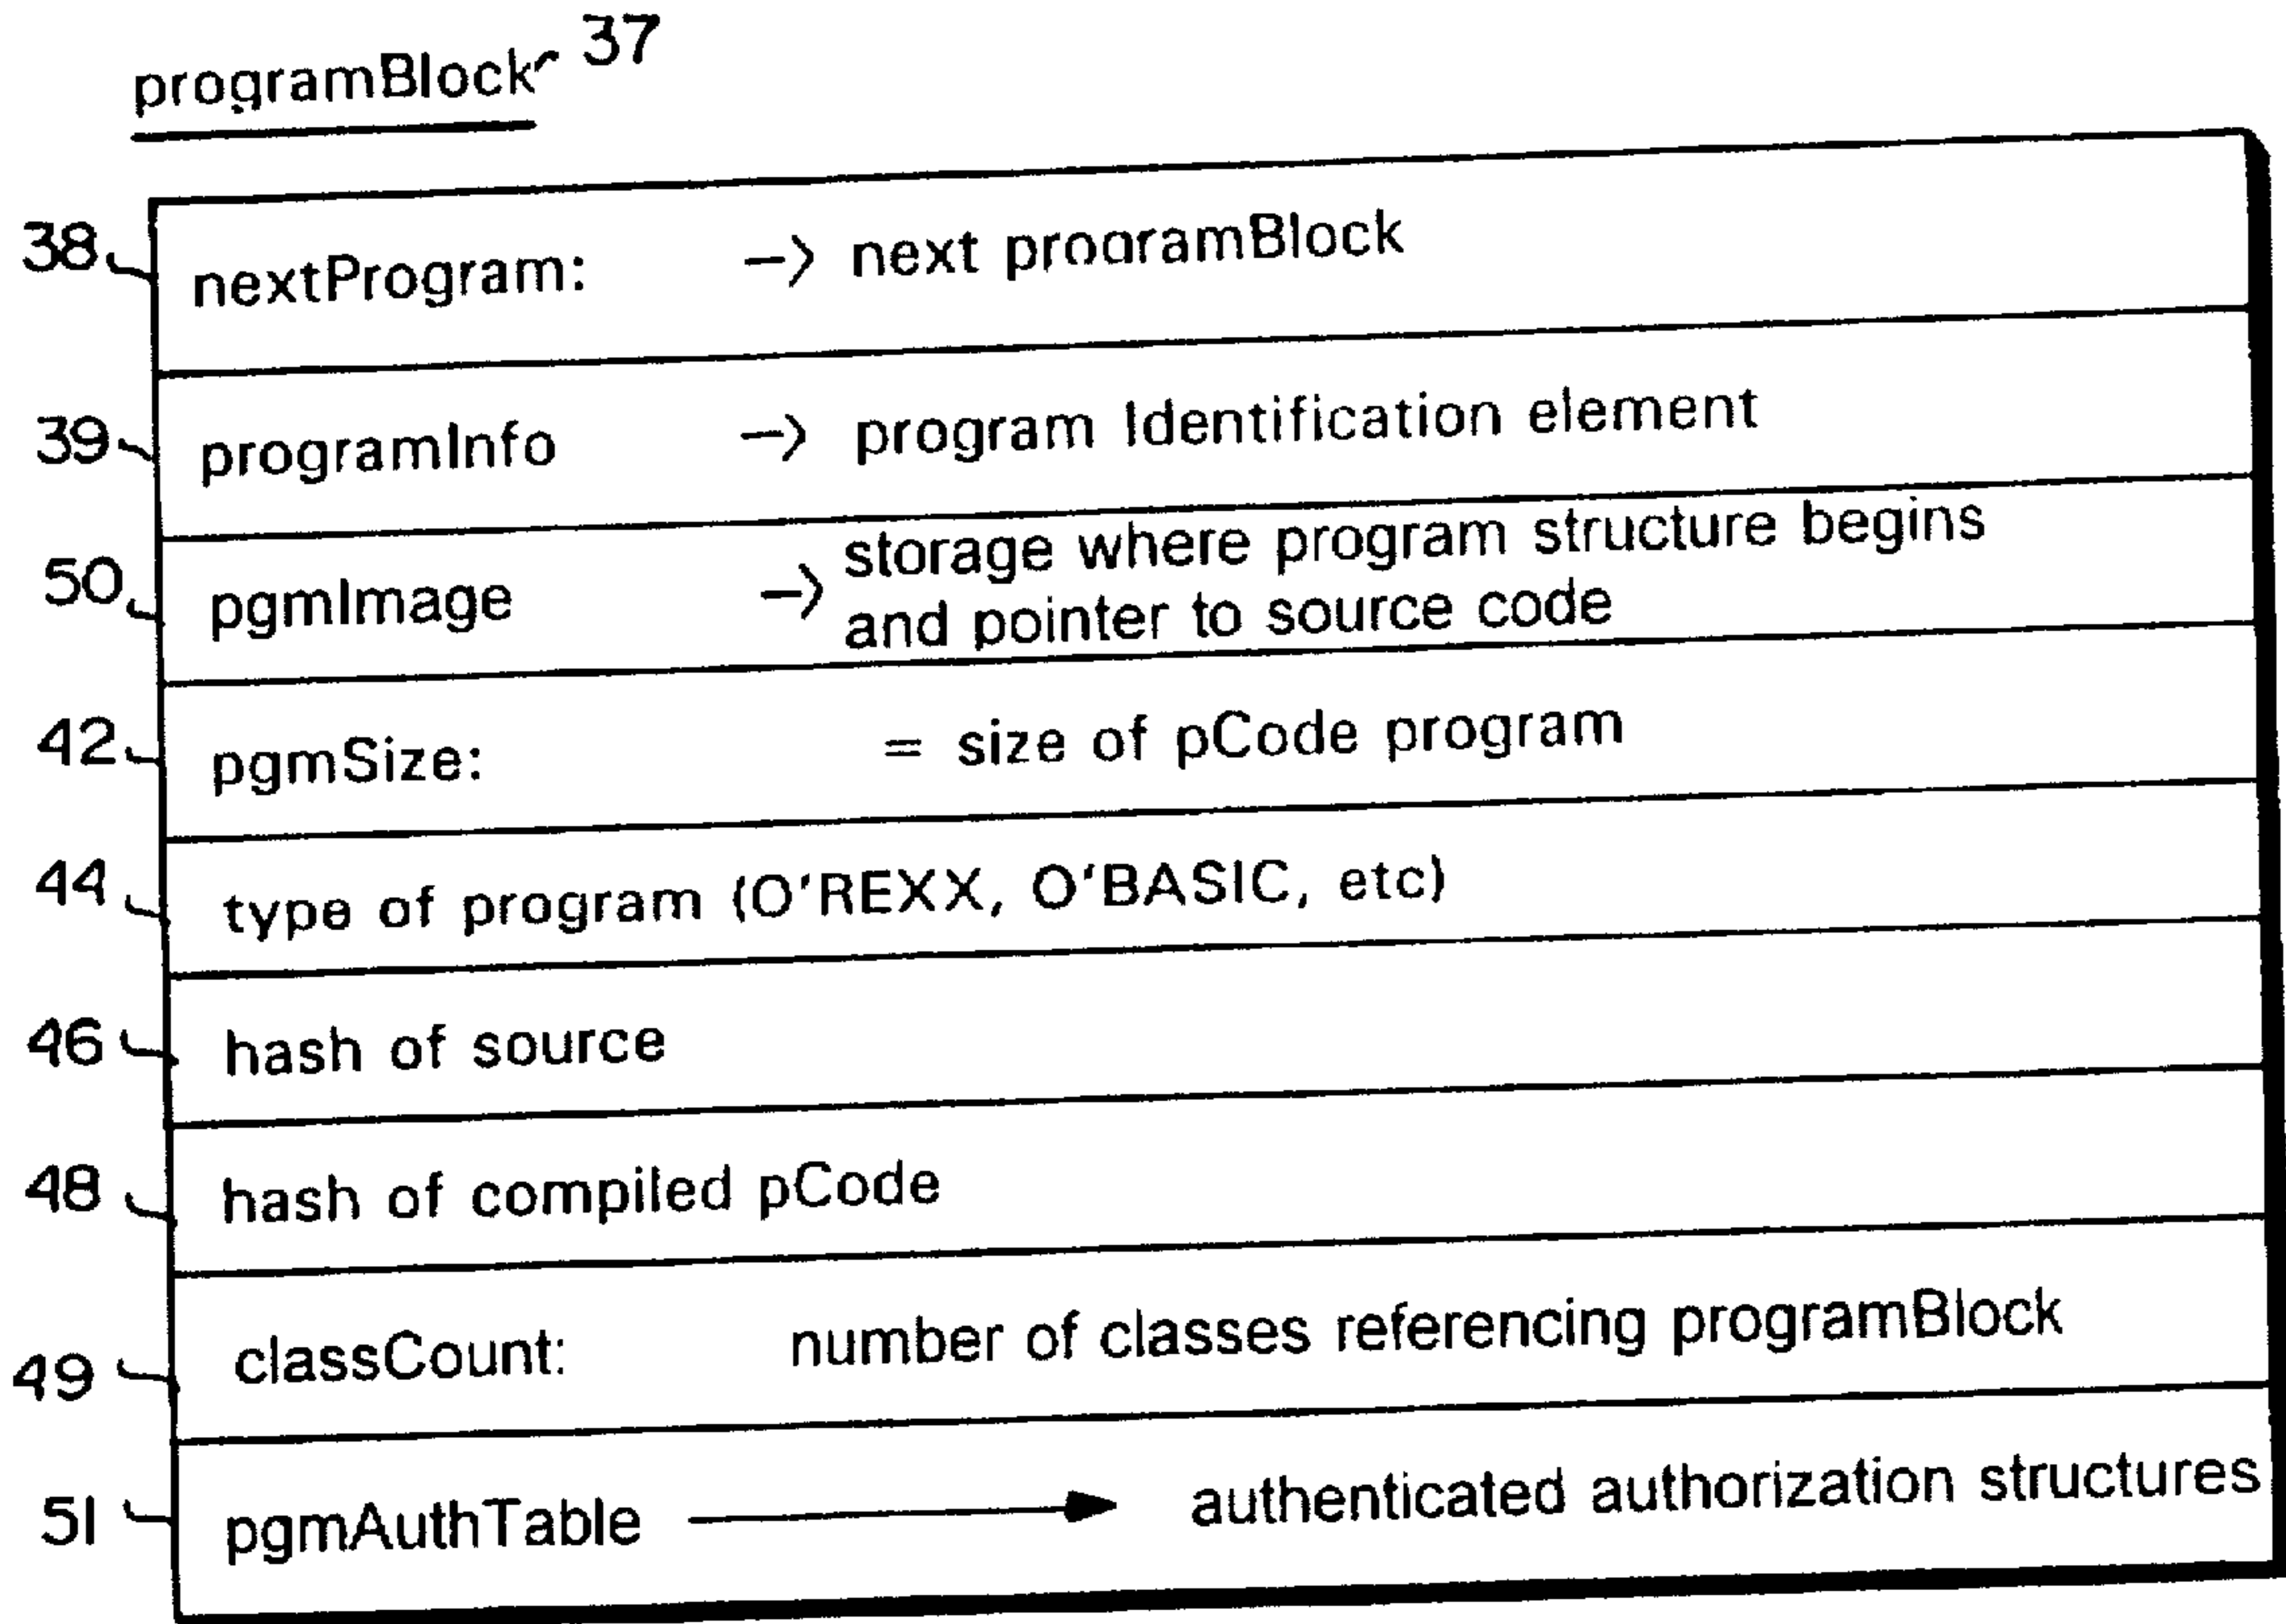 programBlock 37
38 nextProgram: –> next programBlock
39 programInfo –> program Identification element
50 pgmImage –> storage where program structure begins
and pointer to source code
42 pgmSize: = size of pCode program
44 type of program (O'REXX, O'BASIC, etc)
46 hash of source
48 hash of compiled pCode
49 classCount: number of classes referencing programBlock
51 pgmAuthTable authenticated authorization structures